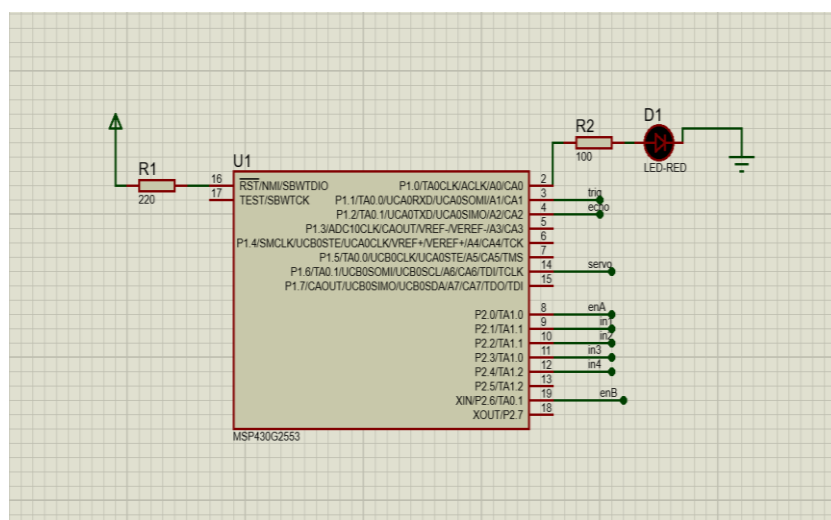 D1
R2
100
LED-RED
R1
220
U1
16 RST/NMI/SBWTDIO
17 TEST/SBWTCK
P1.0/TA0CLK/ACLK/A0/CA0 2
P1.1/TA0.0/UCA0RXD/UCA0SOMI/A1/CA1 3 trig
P1.2/TA0.1/UCA0TXD/UCA0SIMO/A2/CA2 4 echo
P1.3/ADC10CLK/CAOUT/VREF-/VEREF-/A3/CA3 5
P1.4/SMCLK/UCB0STE/UCA0CLK/VREF+/VEREF+/A4/CA4/TCK 6
P1.5/TA0.0/UCB0CLK/UCA0STE/A5/CA5/TMS 7
P1.6/TA0.1/UCB0SOMI/UCB0SCL/A6/CA6/TDI/TCLK 14 servo
P1.7/CAOUT/UCB0SIMO/UCB0SDA/A7/CA7/TDO/TDI 15
P2.0/TA1.0 8 enA
P2.1/TA1.1 9 in1
P2.2/TA1.1 10 in2
P2.3/TA1.0 11 in3
P2.4/TA1.2 12 in4
P2.5/TA1.2 13
XIN/P2.6/TA0.1 19 enB
XOUT/P2.7 18
MSP430G2553